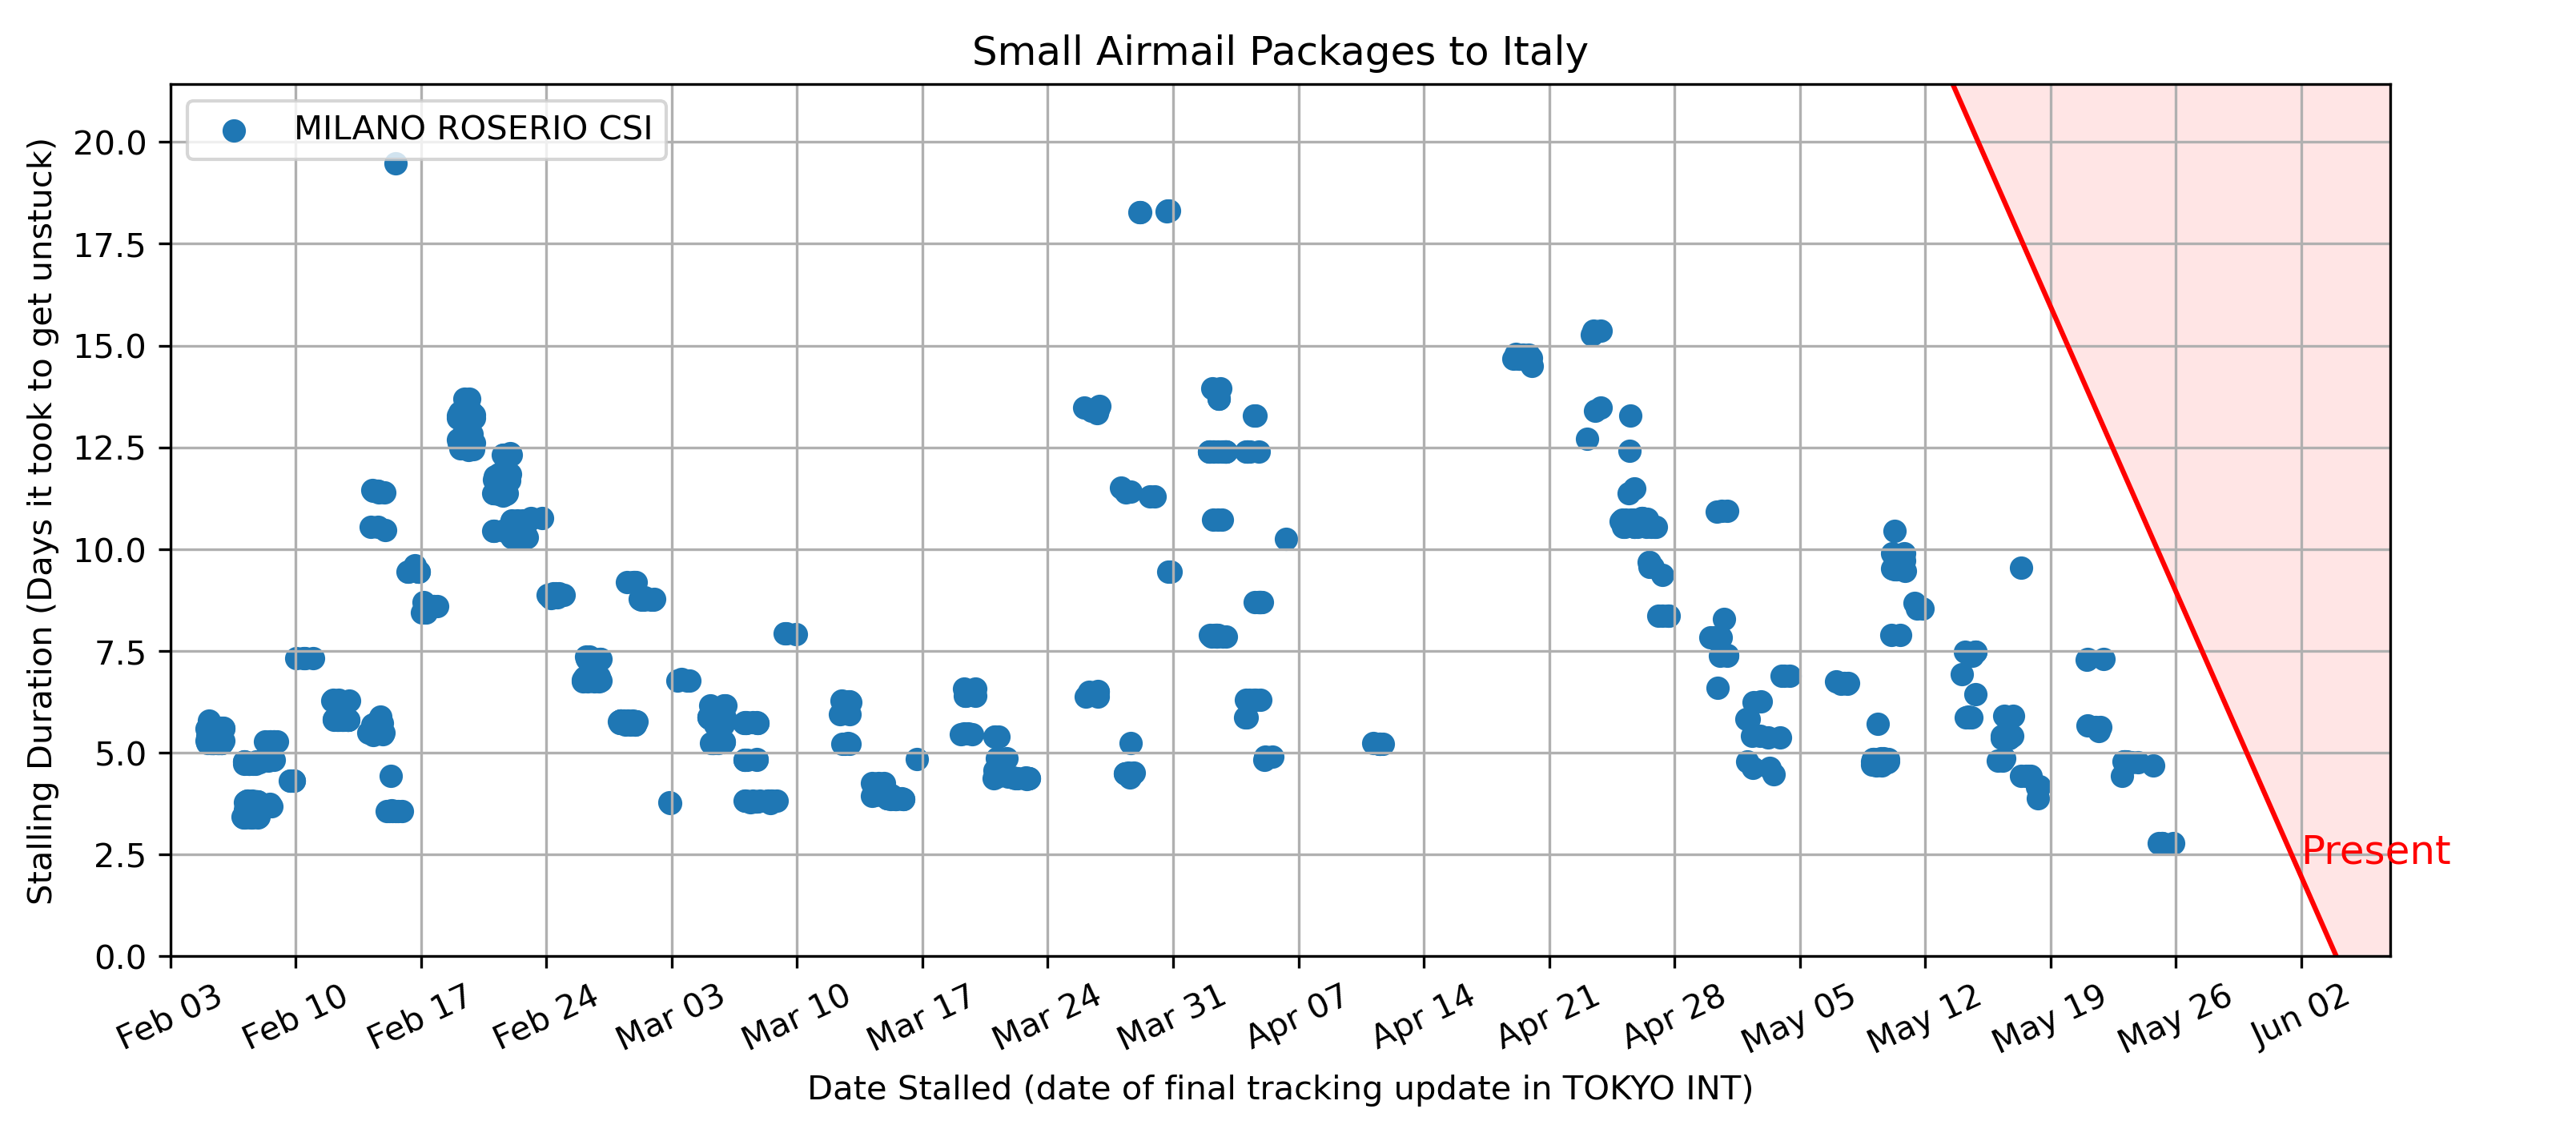 Small Airmail Packages to Italy
MILANO ROSERIO CSI
Stalling Duration (Days it took to get unstuck)
20.0
17.5
15.0
12.5
10.0
7.5
5.0
2.5
0.0
Present
Feb 03
Feb 10
Feb 17
Feb 24
Mar 03
Mar 10
Mar 17
Mar 24
Mar 31
Apr 07
Apr 14
Apr 21
Apr 28
May 05
May 12
May 19
May 26
Jun 02
Date Stalled (date of final tracking update in TOKYO INT)